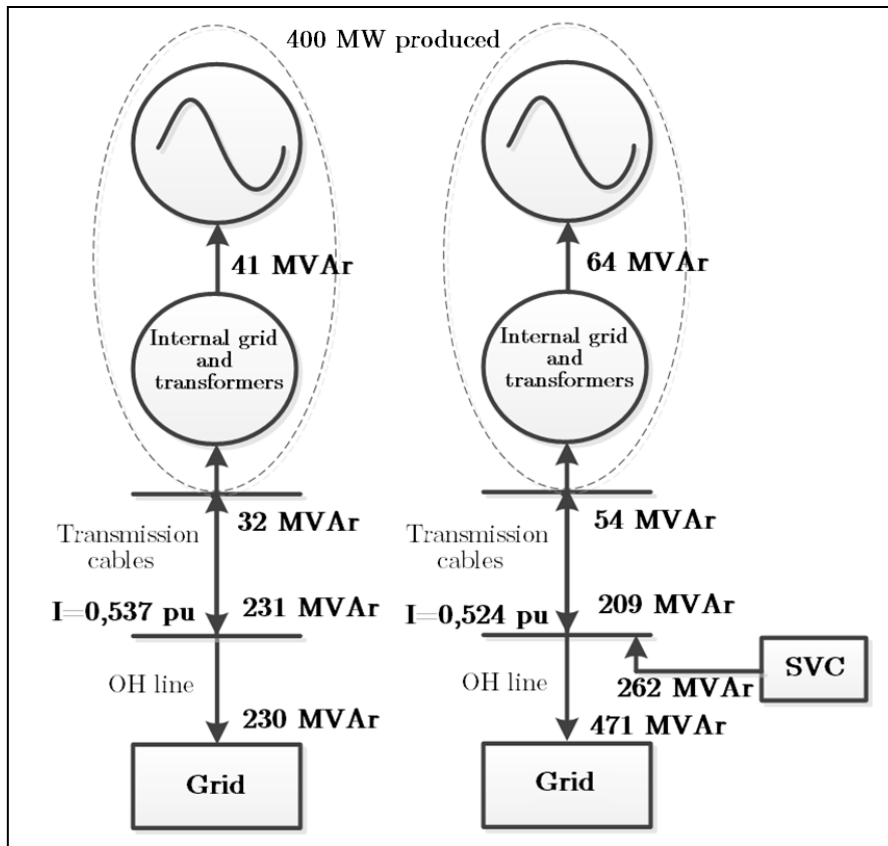 400 MW produced
41 MVAr
Internal grid
and
transformers
32 MVAr
Transmission
cables
I=0,537 pu
231 MVAr
OH line
230 MVAr
Grid
64 MVAr
Internal grid
and
transformers
54 MVAr
Transmission
cables
I=0,524 pu
209 MVAr
SVC
262 MVAr
OH line
471 MVAr
Grid